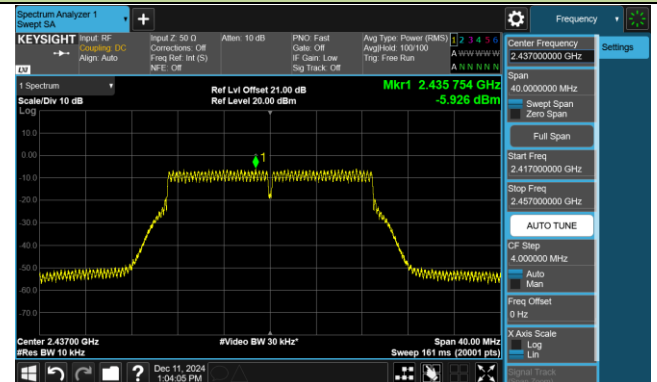 Spectrum Analyzer 1
Swept SA
+
Frequency
KEYSIGHT
Input: RF
Coupling: DC
Align: Auto
Input Z: 50 Ω
Corrections: Off
Freq Ref: Int (S)
NFE: Off
Atten: 10 dB
PNO: Fast
Gate: Off
IF Gain: Low
Sig Track: Off
Avg Type: Power (RMS)
Avg|Hold: 100/100
Trig: Free Run
1 2 3 4 5 6
A W W W W W
A N N N N N
LXI
1 Spectrum
Scale/Div 10 dB
Log
Ref Lvl Offset 21.00 dB
Ref Level 20.00 dBm
Mkr1 2.435 754 GHz
-5.926 dBm
10.0
0.00
-10.0
-20.0
-30.0
-40.0
-50.0
-60.0
-70.0
1
Center 2.43700 GHz
#Res BW 10 kHz
#Video BW 30 kHz*
Span 40.00 MHz
Sweep 161 ms (20001 pts)
?
Dec 11, 2024
1:04:05 PM
Center Frequency
2.437000000 GHz
Settings
Span
40.0000000 MHz
Swept Span
Zero Span
Full Span
Start Freq
2.417000000 GHz
Stop Freq
2.457000000 GHz
AUTO TUNE
CF Step
4.000000 MHz
Auto
Man
Freq Offset
0 Hz
X Axis Scale
Log
Lin
Signal Track